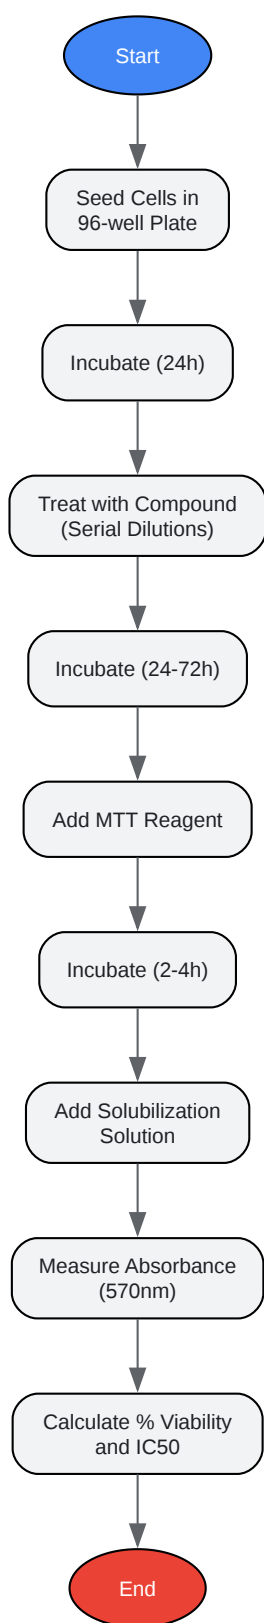 Start
Seed Cells in
96-well Plate
Incubate (24h)
Treat with Compound
(Serial Dilutions)
Incubate (24-72h)
Add MTT Reagent
Incubate (2-4h)
Add Solubilization
Solution
Measure Absorbance
(570nm)
Calculate % Viability
and IC50
End